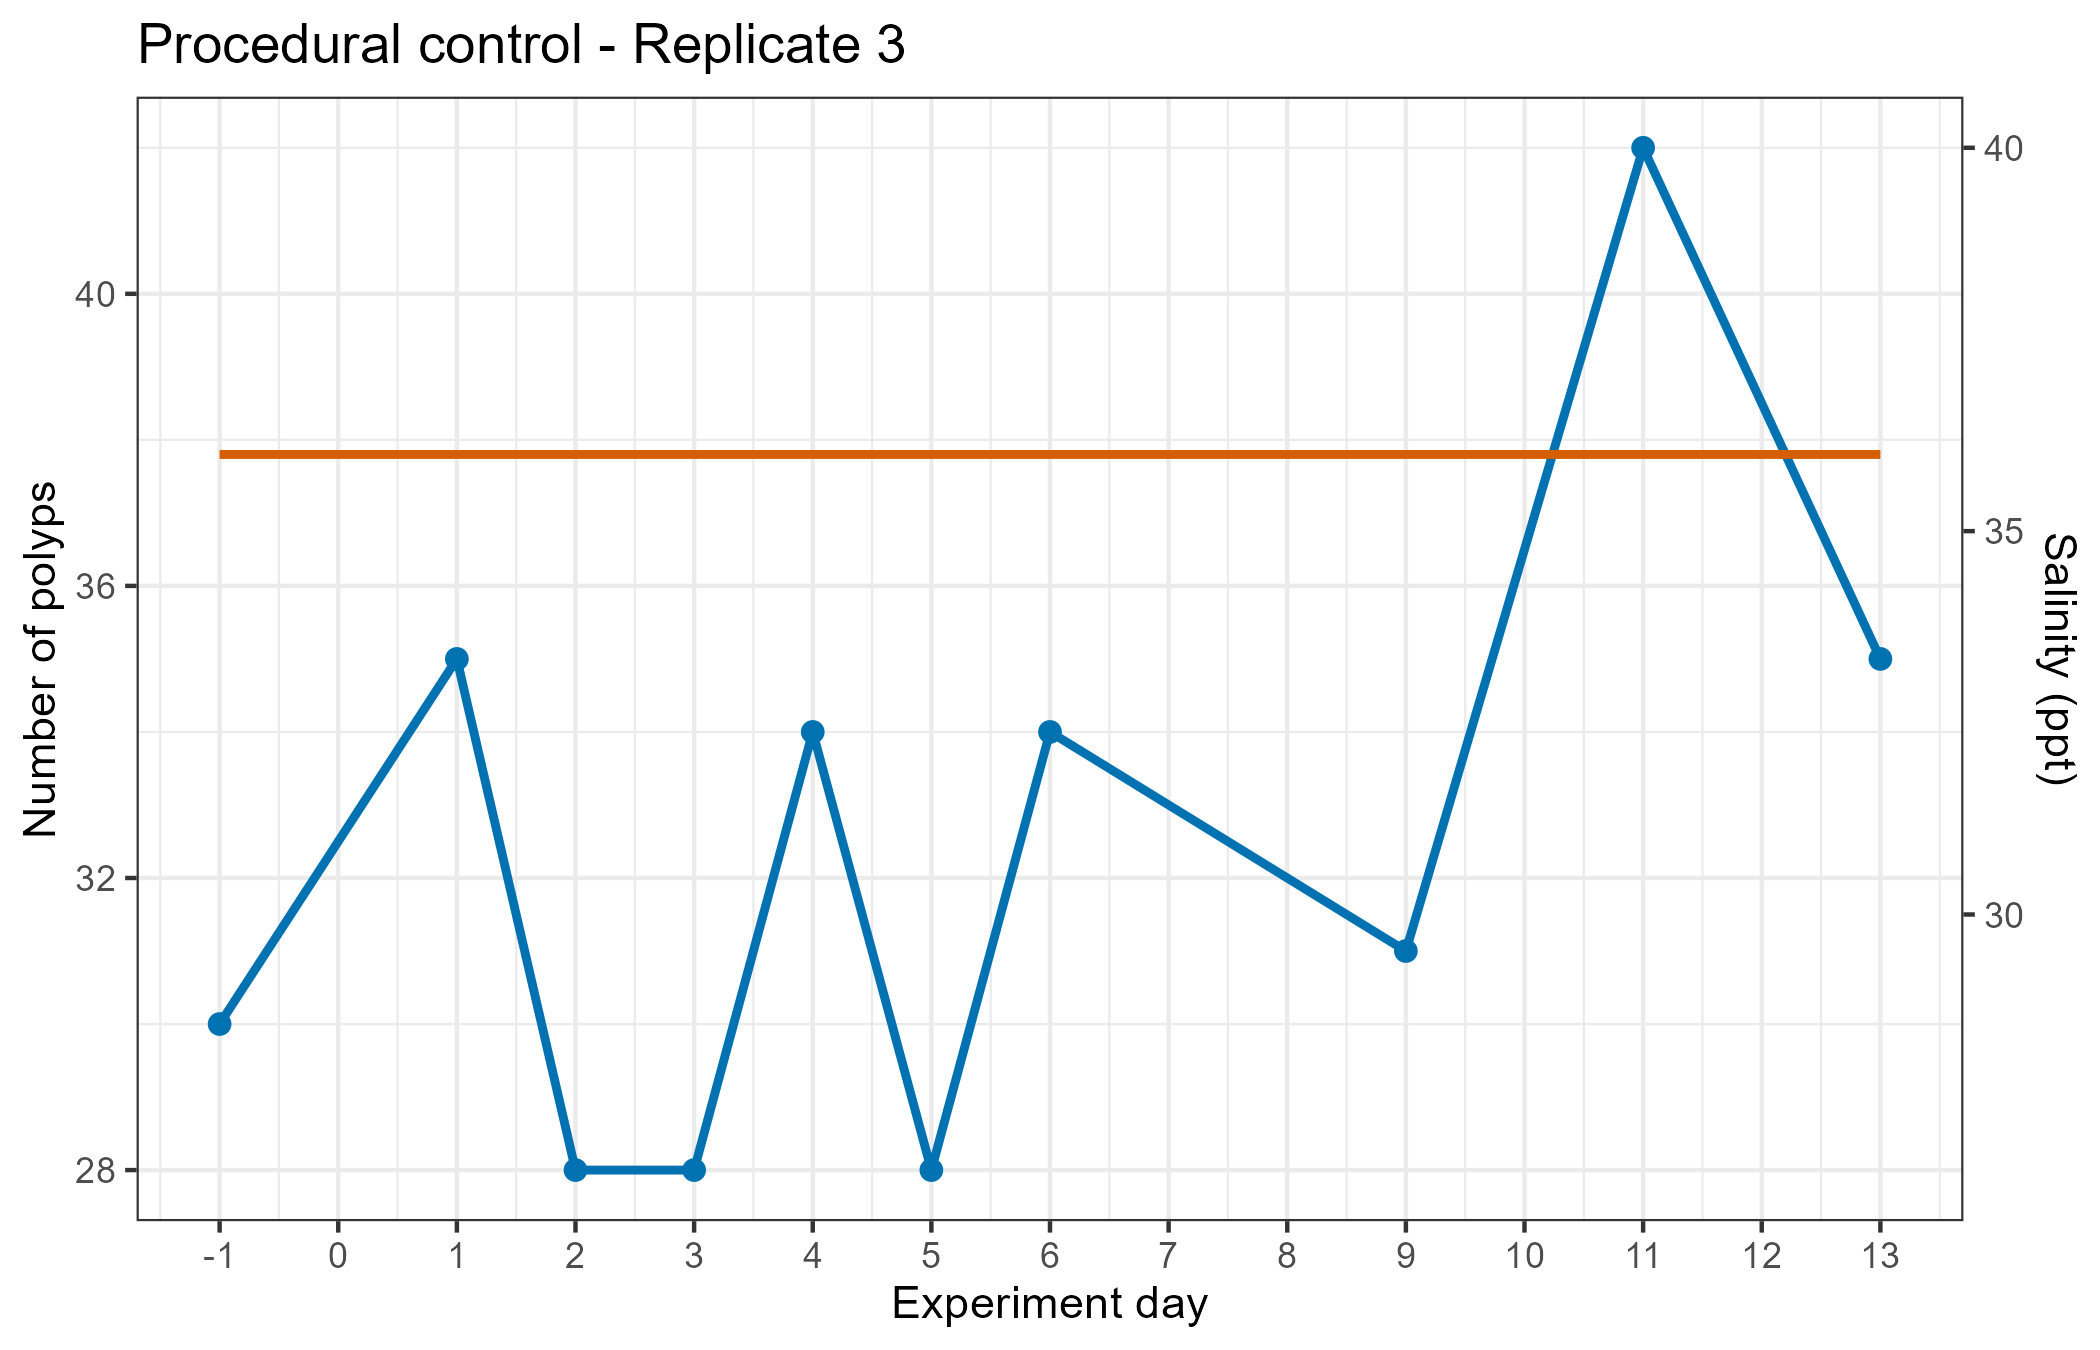 Procedural control - Replicate 3
Number of polyps
40
36
32
28
40
35
30
Salinity (ppt)
-1 0 1 2 3 4 5 6 7 8 9 10 11 12 13
Experiment day